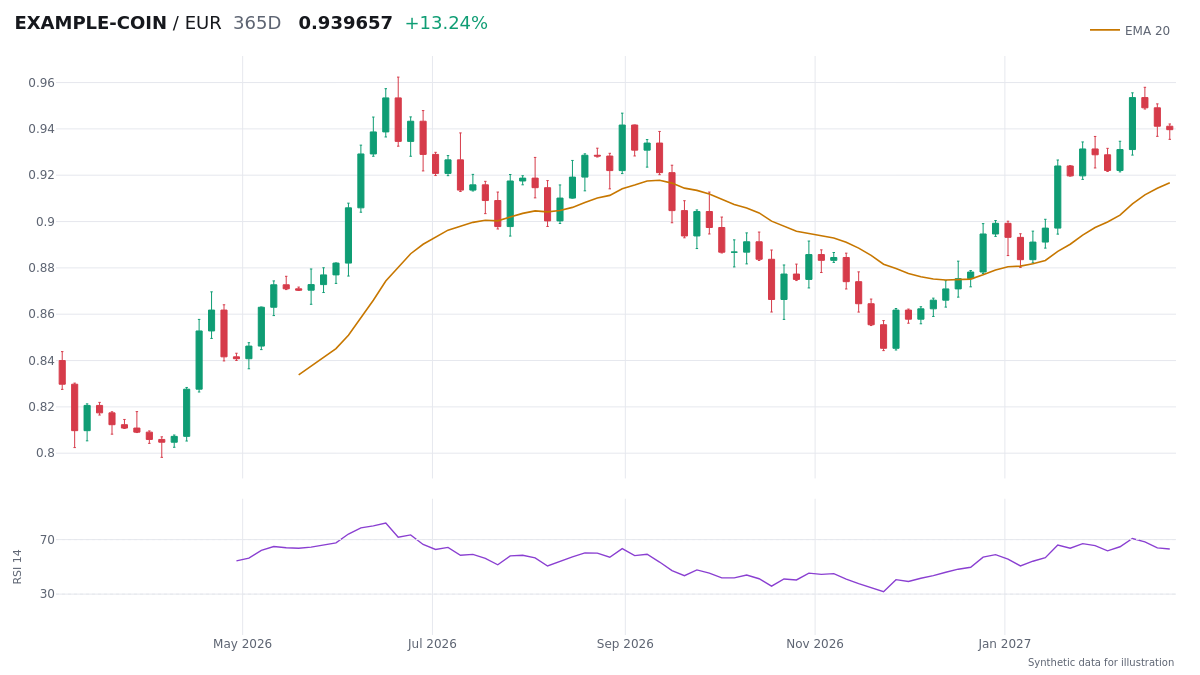 EXAMPLE-COIN / EUR 365D 0.939657 +13.24%
EMA 20
0.96
0.94
0.92
0.9
0.88
0.86
0.84
0.82
0.8
70
RSI 14
30
May 2026 Jul 2026 Sep 2026 Nov 2026 Jan 2027
Synthetic data for illustration